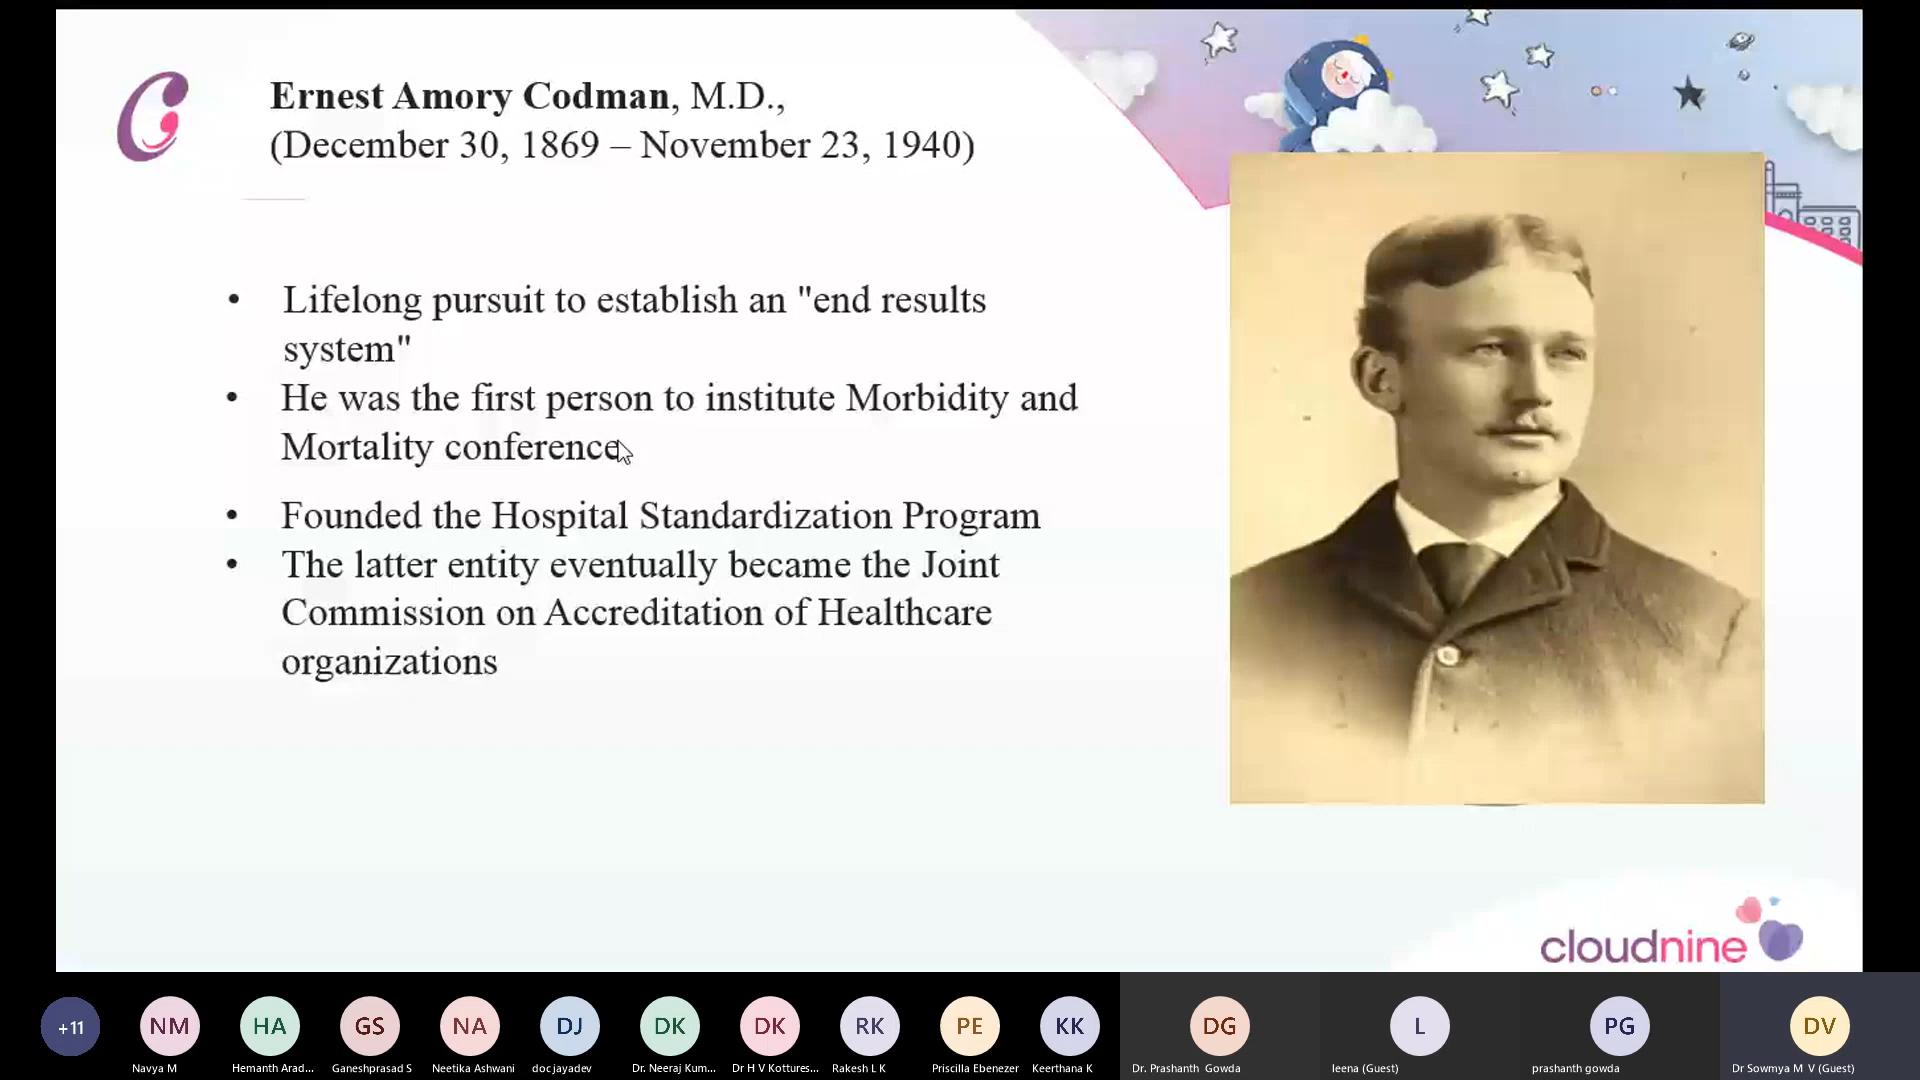 Ernest Amory Codman, M.D.,
(December 30, 1869 – November 23, 1940)
• Lifelong pursuit to establish an "end results
system"
• He was the first person to institute Morbidity and
Mortality conference
• Founded the Hospital Standardization Program
• The latter entity eventually became the Joint
Commission on Accreditation of Healthcare
organizations
cloudnine
+11 NM HA GS NA DJ DK DK RK PE KK DG L PG DV
Navya M Hemanth Arad... Ganeshprasad S Neetika Ashwani docjayadev Dr. Neeraj Kum... Dr H V Kottures... Rakesh L K Priscilla Ebenezer Keerthana K Dr. Prashanth Gowda leena (Guest) prashanth gowda Dr Sowmya M V (Guest)